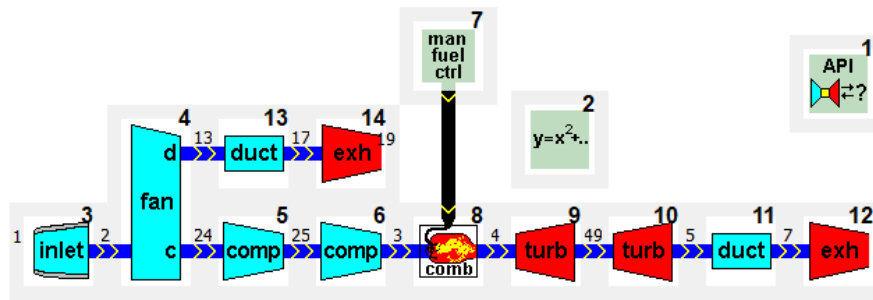 7
man
fuel
ctrl
1
API
⇄?
2
y=x²+..
4
13
14
13
d
duct
17
exh
19
fan
3
5
6
8
9
10
11
12
1
inlet
2
c
24
comp
25
comp
3
comb
4
turb
49
turb
5
duct
7
exh